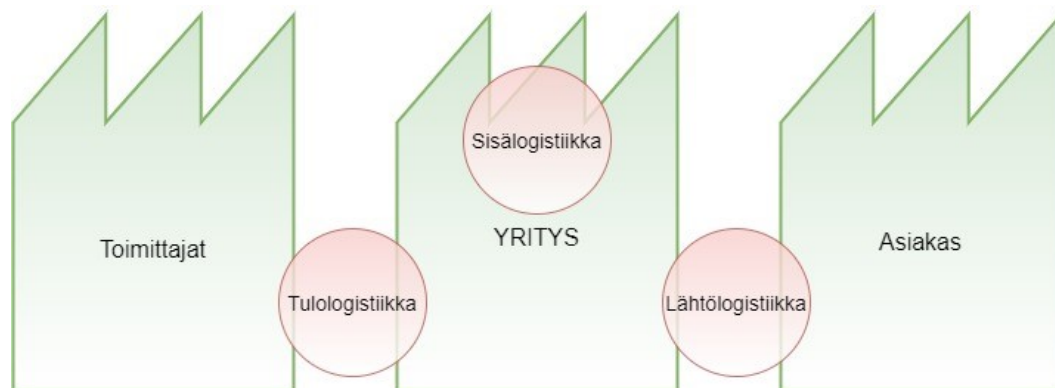 Sisälogistiikka
Toimittajat
YRITYS
Asiakas
Tulologistiikka
Lähtölogistiikka